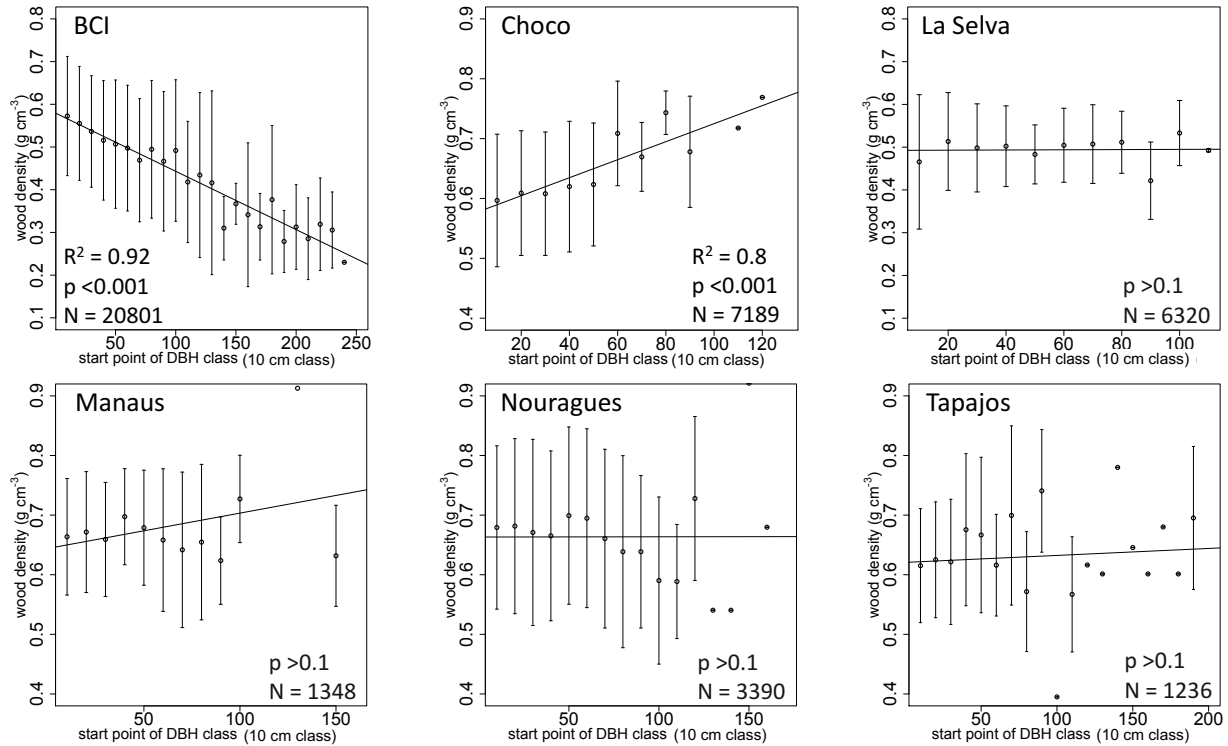 BCI
wood density (g cm⁻³)
0.1 0.2 0.3 0.4 0.5 0.6 0.7 0.8
R² = 0.92
p <0.001
N = 20801
50 100 150 200 250
start point of DBH class (10 cm class)
Choco
wood density (g cm⁻³)
0.4 0.5 0.6 0.7 0.8 0.9
R² = 0.8
p <0.001
N = 7189
20 40 60 80 100 120
start point of DBH class (10 cm class)
La Selva
wood density (g cm⁻³)
0.1 0.2 0.3 0.4 0.5 0.6 0.7 0.8
p >0.1
N = 6320
20 40 60 80 100
start point of DBH class (10 cm class)
Manaus
wood density (g cm⁻³)
0.4 0.5 0.6 0.7 0.8 0.9
p >0.1
N = 1348
50 100 150
start point of DBH class (10 cm class)
Nouragues
wood density (g cm⁻³)
0.4 0.5 0.6 0.7 0.8 0.9
p >0.1
N = 3390
50 100 150
start point of DBH class (10 cm class)
Tapajos
wood density (g cm⁻³)
0.4 0.5 0.6 0.7 0.8 0.9
p >0.1
N = 1236
50 100 150 200
start point of DBH class (10 cm class)